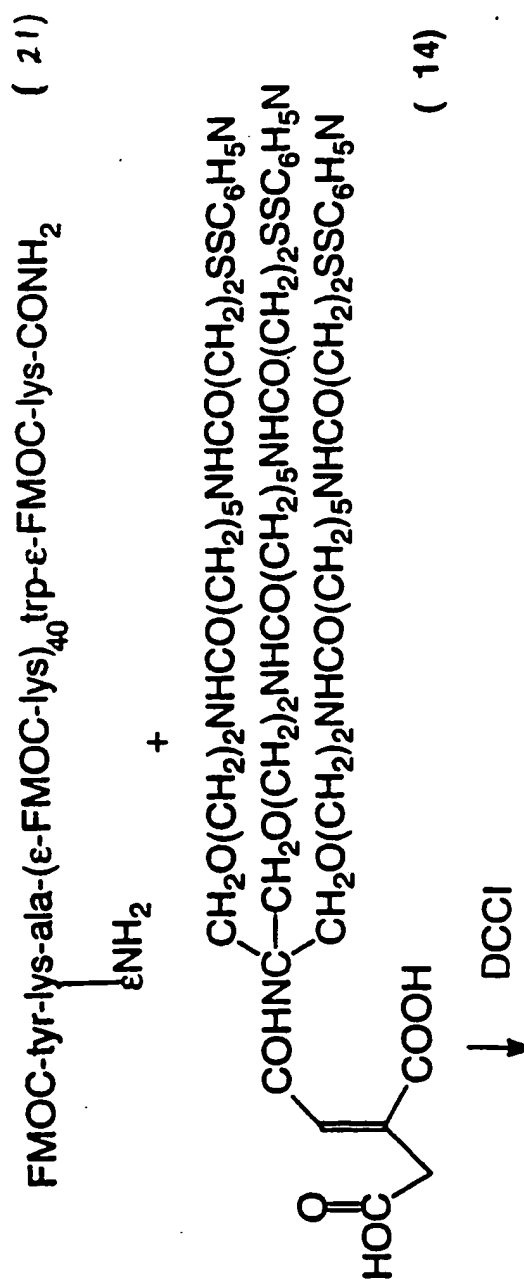 FMOC-tyr-lys-ala-(ε-FMOC-lys)40trp-ε-FMOC-lys-CONH2 (21)
εNH2
+
CH2O(CH2)2NHCO(CH2)5NHCO(CH2)2SSC6H5N
COHNC-CH2O(CH2)2NHCO(CH2)5NHCO(CH2)2SSC6H5N
CH2O(CH2)2NHCO(CH2)5NHCO(CH2)2SSC6H5N
(14)
COOH
O
HOC
DCCI